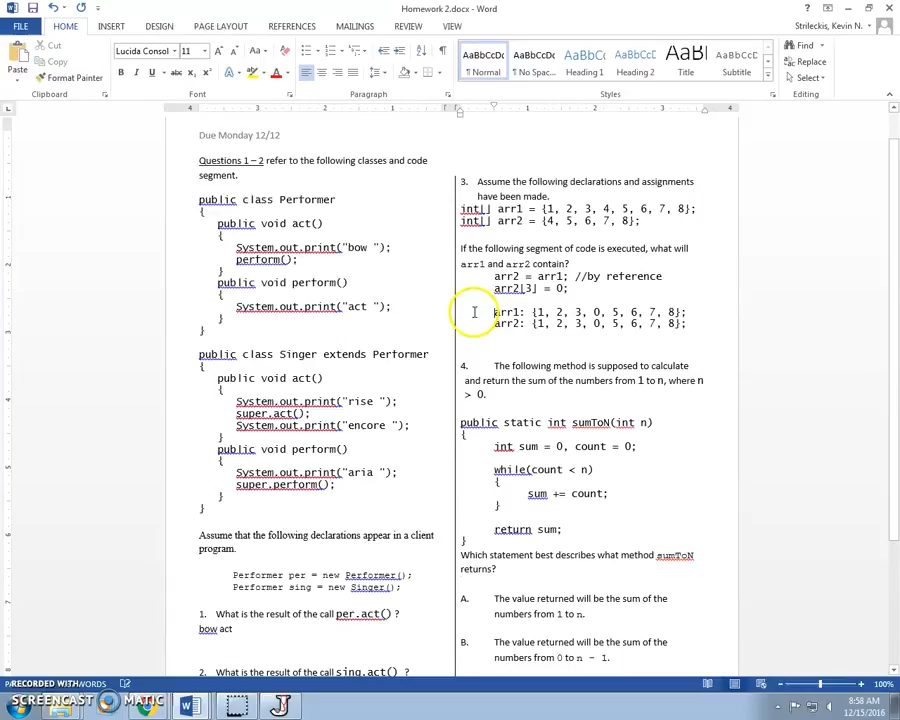 Homework 2.docx - Word
FILE HOME INSERT DESIGN PAGE LAYOUT REFERENCES MAILINGS REVIEW VIEW
Strileckis, Kevin N.
Paste
Cut
Copy
Format Painter
Clipboard
Lucida Consol 11
Font
Paragraph
AaBbCcDc
¶ Normal
AaBbCcDc
¶ No Spac...
AaBbCc
Heading 1
AaBbCc
Heading 2
AaBb
Title
AaBbCcDc
Subtitle
Styles
Find
Replace
Select
Editing
Due Monday 12/12
Questions 1 – 2 refer to the following classes and code
segment.
public class Performer
{
public void act()
{
System.out.print("bow ");
perform();
}
public void perform()
{
System.out.print("act ");
}
}
public class Singer extends Performer
{
public void act()
{
System.out.print("rise ");
super.act();
System.out.print("encore ");
}
public void perform()
{
System.out.print("aria ");
super.perform();
}
}
Assume that the following declarations appear in a client
program.
Performer per = new Performer();
Performer sing = new Singer();
1. What is the result of the call per.act() ?
bow act
2. What is the result of the call sing.act() ?
3. Assume the following declarations and assignments
have been made.
int[] arr1 = {1, 2, 3, 4, 5, 6, 7, 8};
int[] arr2 = {4, 5, 6, 7, 8};
If the following segment of code is executed, what will
arr1 and arr2 contain?
arr2 = arr1; //by reference
arr2[3] = 0;
arr1: {1, 2, 3, 0, 5, 6, 7, 8};
arr2: {1, 2, 3, 0, 5, 6, 7, 8};
4. The following method is supposed to calculate
and return the sum of the numbers from 1 to n, where n
> 0.
public static int sumToN(int n)
{
int sum = 0, count = 0;
while(count < n)
{
sum += count;
}
return sum;
}
Which statement best describes what method sumToN
returns?
A. The value returned will be the sum of the
numbers from 1 to n.
B. The value returned will be the sum of the
numbers from 0 to n - 1.
WORDS
100%
RECORDED WITH
SCREENCAST MATIC
8:58 AM
12/15/2016